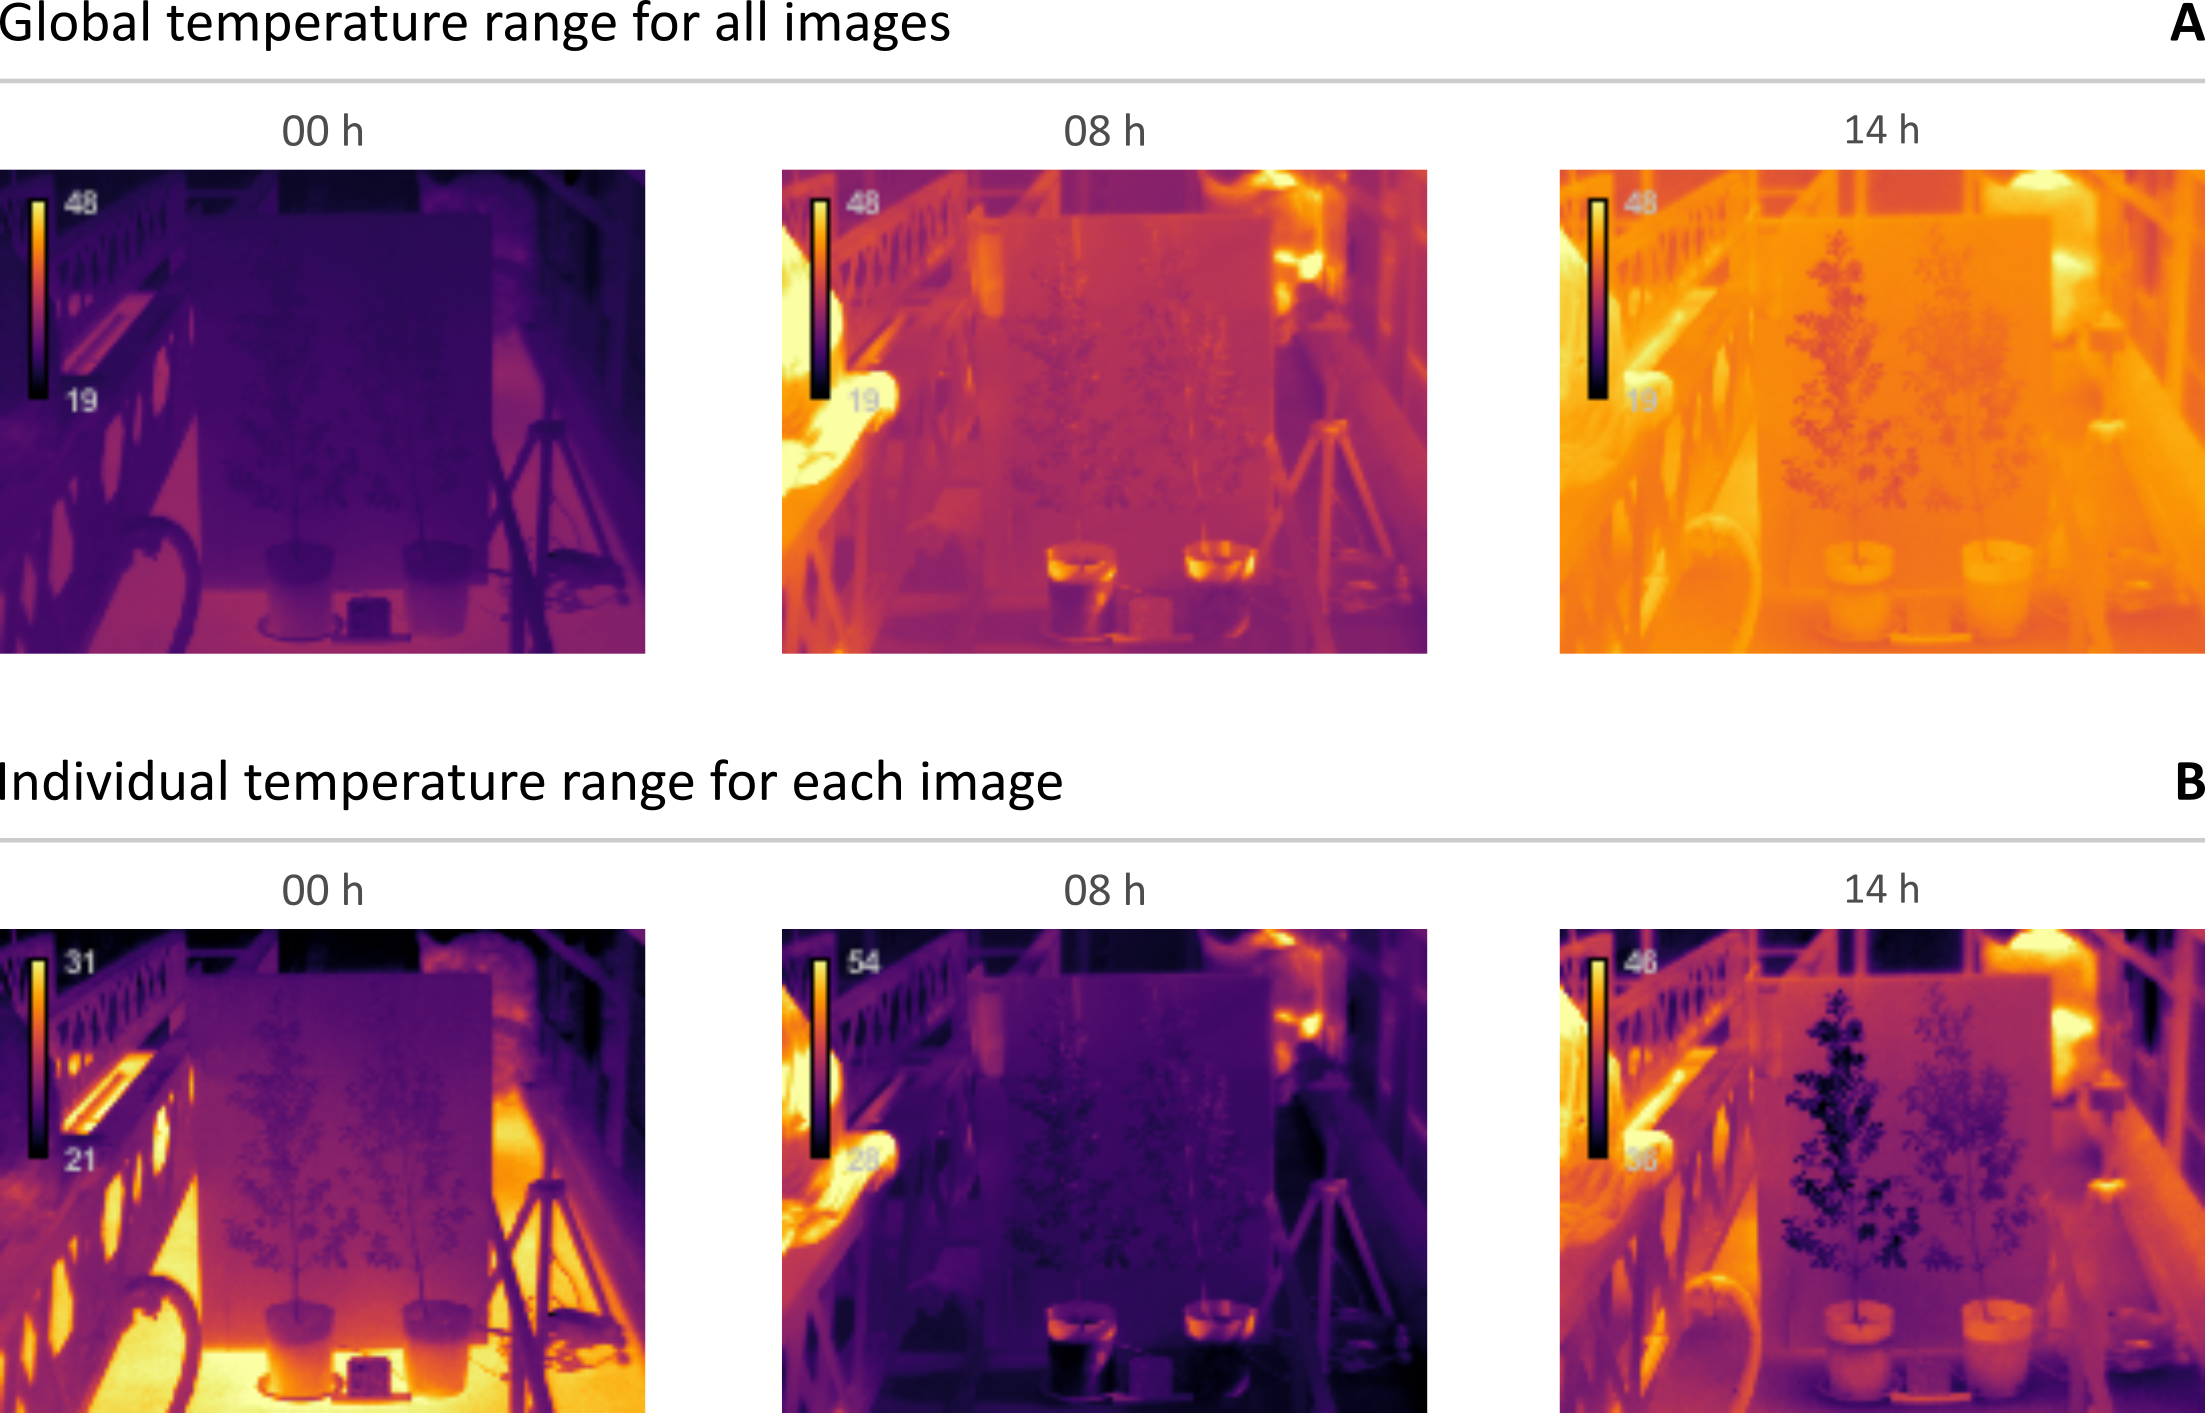 Global temperature range for all images A
00 h 08 h 14 h
48 48 48
19 19 19
Individual temperature range for each image B
00 h 08 h 14 h
31 54 46
21 28 36